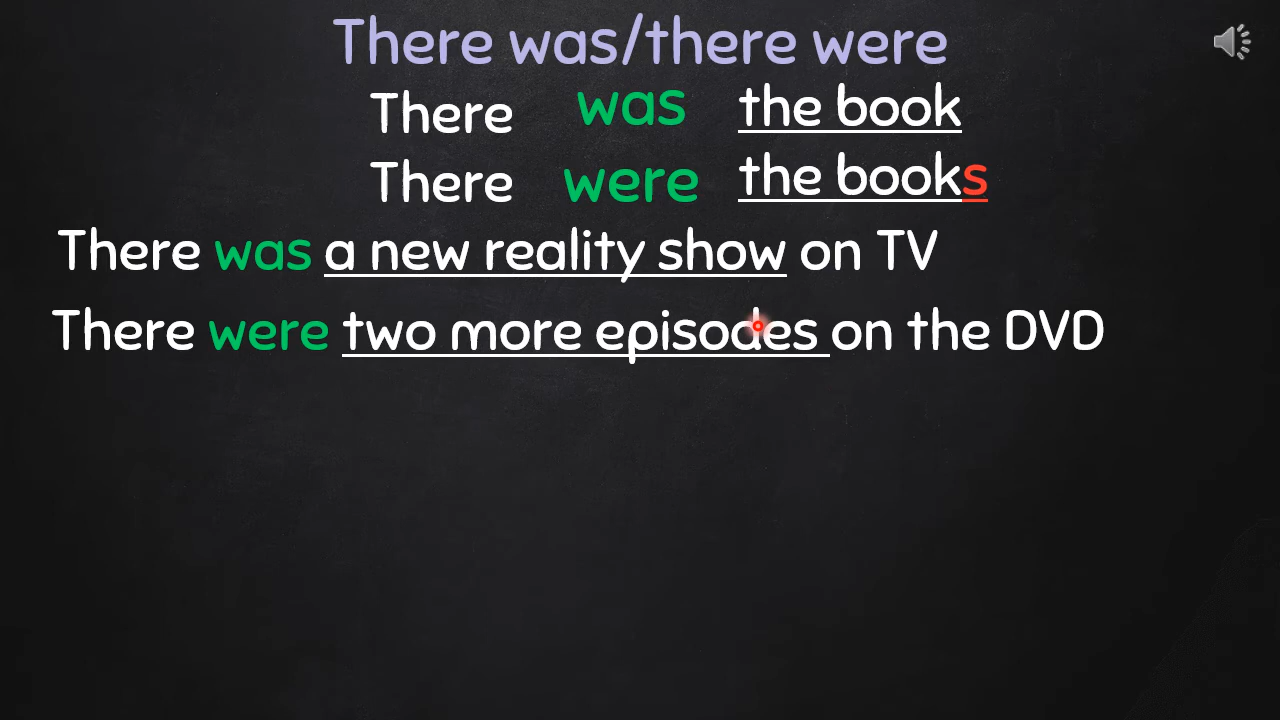 There was/there were
There was the book
There were the books
There was a new reality show on TV
There were two more episodes on the DVD